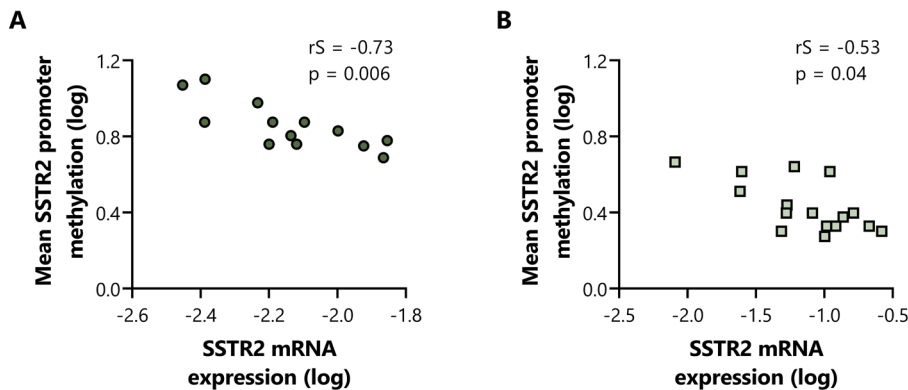 A
rS = -0.73
p = 0.006
Mean SSTR2 promoter
methylation (log)
1.2
0.8
0.4
0.0
-2.6 -2.4 -2.2 -2.0 -1.8
SSTR2 mRNA
expression (log)
B
rS = -0.53
p = 0.04
Mean SSTR2 promoter
methylation (log)
1.2
0.8
0.4
0.0
-2.5 -2.0 -1.5 -1.0 -0.5
SSTR2 mRNA
expression (log)